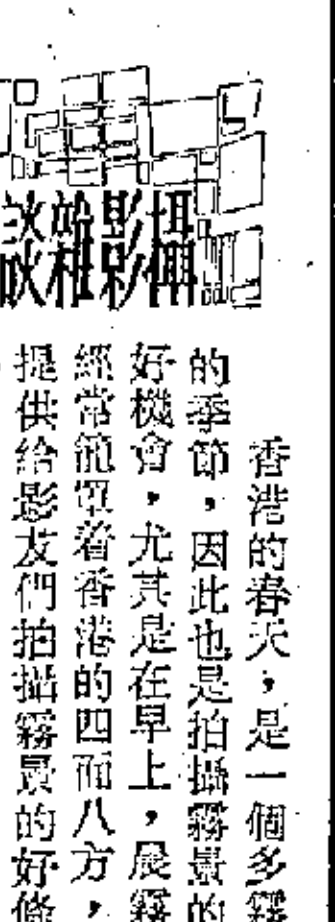 攝影雜談
香港的春天，是一個多霧
的季節，因此也是拍攝霧景的
好機會，尤其是在早上，晨霧
經常籠罩着香港的四面八方，
提供給影友們拍攝霧景的好條